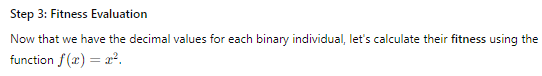 Step 3: Fitness Evaluation
Now that we have the decimal values for each binary individual, let's calculate their fitness using the
function f(x) = x².